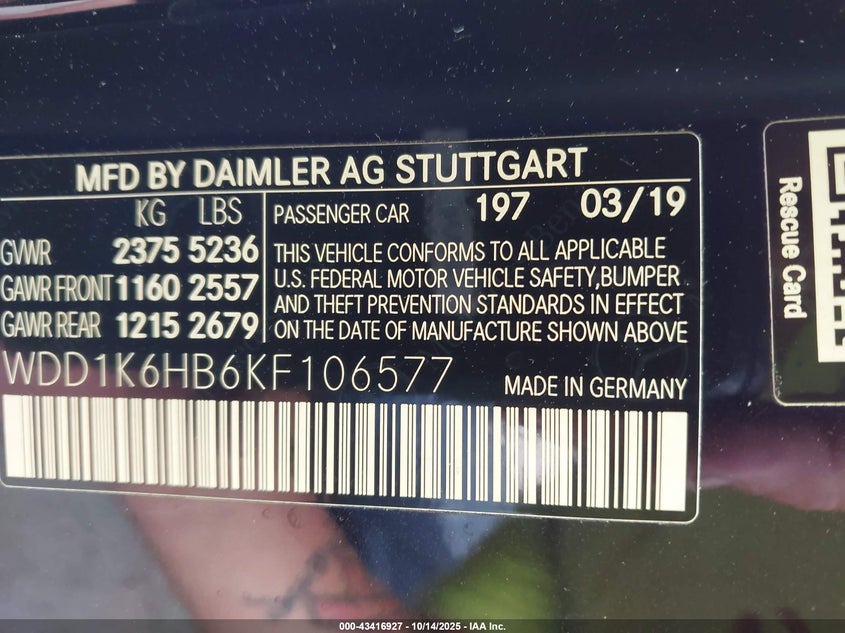 MFD BY DAIMLER AG STUTTGART
KG LBS
GVWR 2375 5236
GAWR FRONT 1160 2557
GAWR REAR 1215 2679
PASSENGER CAR 197 03/19
THIS VEHICLE CONFORMS TO ALL APPLICABLE
U.S. FEDERAL MOTOR VEHICLE SAFETY,BUMPER
AND THEFT PREVENTION STANDARDS IN EFFECT
ON THE DATE OF MANUFACTURE SHOWN ABOVE
WDD1K6HB6KF106577
MADE IN GERMANY
Rescue Card
000-43416927 - 10/14/2025 - IAA Inc.